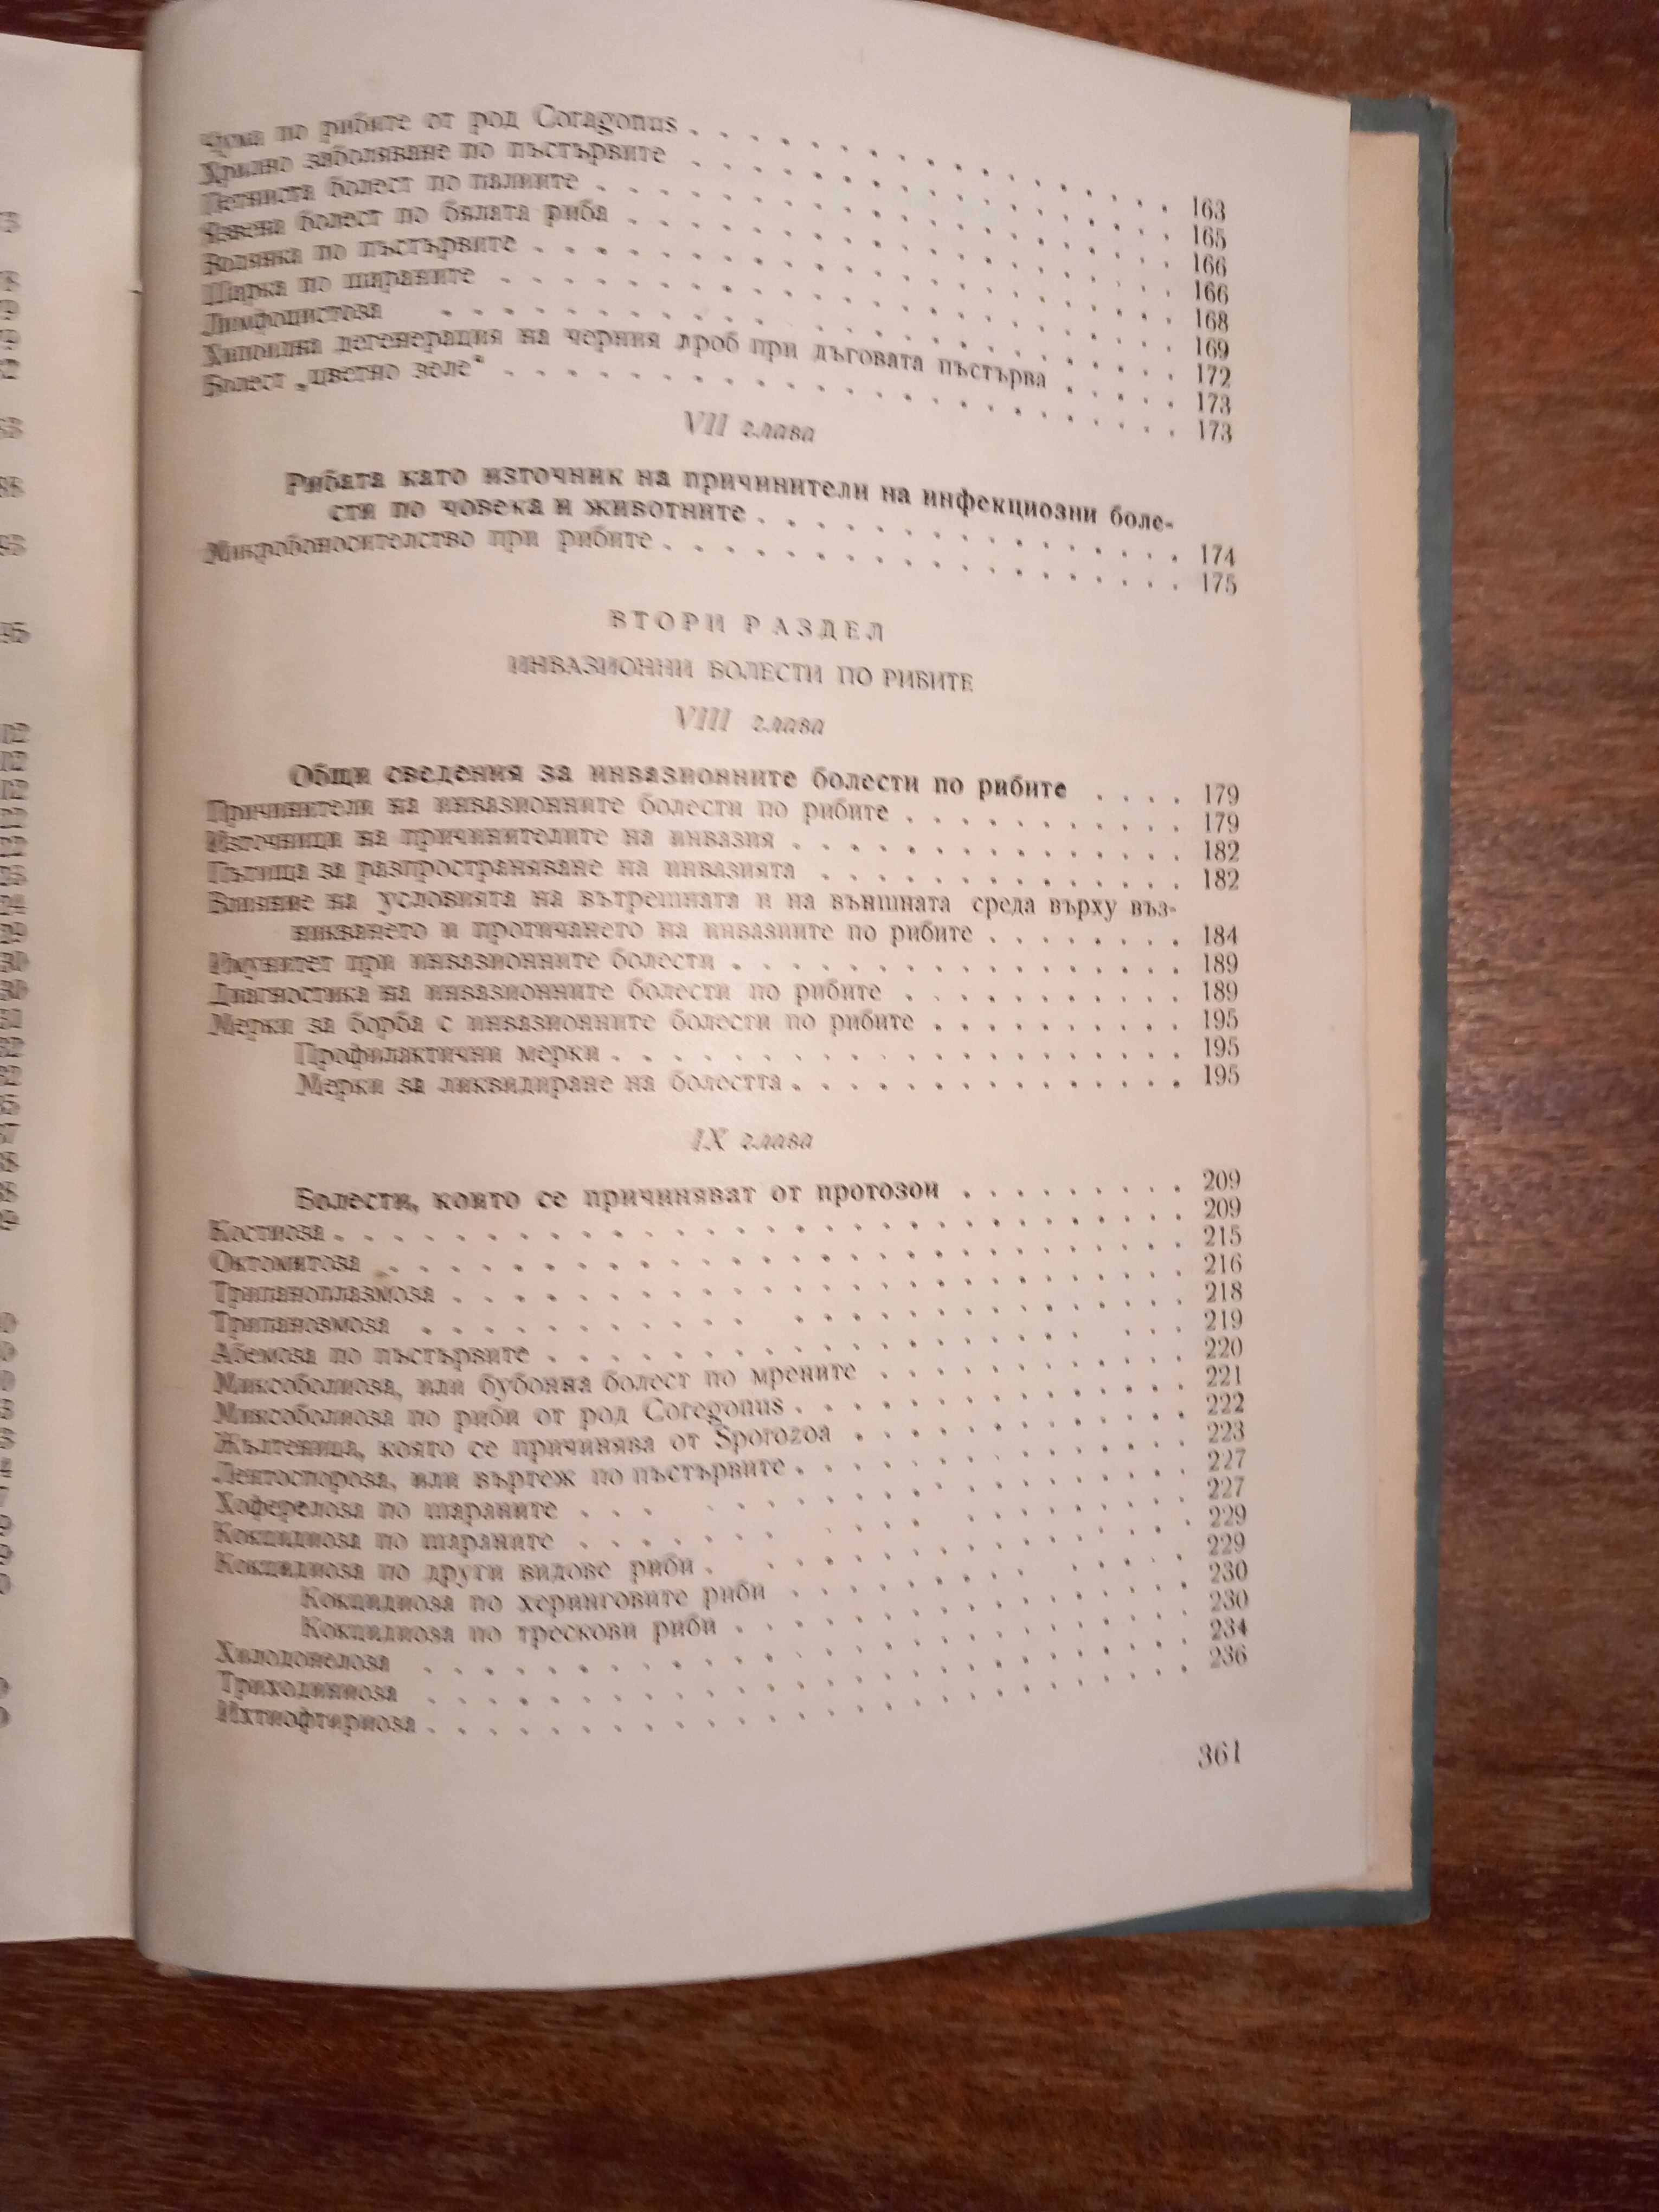 Чума по рибите от род Coragonus . . . . . . . . . . . . . . . . 163
Хрилно заболяване по пъстървите . . . . . . . . . . . . . . . . 165
Петниста болест по палиите . . . . . . . . . . . . . . . . 166
Язвена болест по бялата риба . . . . . . . . . . . . . . . . 166
Водянка по пъстървите . . . . . . . . . . . . . . . . 168
Шарка по шараните . . . . . . . . . . . . . . . . 169
Лимфоцистоза . . . . . . . . . . . . . . . . 172
Липоидна дегенерация на черния дроб при дъговата пъстърва . . . . . 173
Болест „цветно зеле“ . . . . . . . . . . . . . . . . 173
VII глава
Рибата като източник на причинители на инфекциозни боле-
сти по човека и животните . . . . . . . . . . . . . . . . 174
Микробоносителство при рибите . . . . . . . . . . . . . . . . 175
ВТОРИ РАЗДЕЛ
ИНВАЗИОННИ БОЛЕСТИ ПО РИБИТЕ
VIII глава
Общи сведения за инвазионните болести по рибите . . . . 179
Причинители на инвазионните болести по рибите . . . . . . . . . . 179
Източници на причинителите на инвазия . . . . . . . . . . . . . . 182
Пътища за разпространяване на инвазията . . . . . . . . . . . . . 182
Влияние на условията на вътрешната и на външната среда върху въз-
никването и протичането на инвазиите по рибите . . . . . . . . 184
Имунитет при инвазионните болести . . . . . . . . . . . . . . . . 189
Диагностика на инвазионните болести по рибите . . . . . . . . . . 189
Мерки за борба с инвазионните болести по рибите . . . . . . . . . 195
Профилактични мерки . . . . . . . . . . . . . . . . . . . 195
Мерки за ликвидиране на болестта . . . . . . . . . . . . . . 195
IX глава
Болести, които се причиняват от протозои . . . . . . . . . 209
Костиоза . . . . . . . . . . . . . . . . 209
Октомитоза . . . . . . . . . . . . . . . . 215
Трипаноплазмоза . . . . . . . . . . . . . . . . 216
Трипанозмоза . . . . . . . . . . . . . . . . 218
Абемоза по пъстървите . . . . . . . . . . . . . . . . 219
Миксоболиоза, или бубонна болест по мрените . . . . . . . . . . . 220
Миксоболиоза по риби от род Coregonus . . . . . . . . . . . . . . 221
Жълтеница, която се причинява от Sporozoa . . . . . . . . . . . . 222
Лентоспороза, или въртеж по пъстървите . . . . . . . . . . . . . . 223
Хоферелоза по шараните . . . . . . . . . . . . . . . . 227
Кокцидиоза по шараните . . . . . . . . . . . . . . . . 227
Кокцидиоза по други видове риби . . . . . . . . . . . . . . . . 229
Кокцидиоза по херинговите риби . . . . . . . . . . . . . . 229
Кокцидиоза по трескови риби . . . . . . . . . . . . . . . . 230
Хилодонелоза . . . . . . . . . . . . . . . . 230
Триходиниоза . . . . . . . . . . . . . . . . 234
Ихтиофтириоза . . . . . . . . . . . . . . . . 236
361